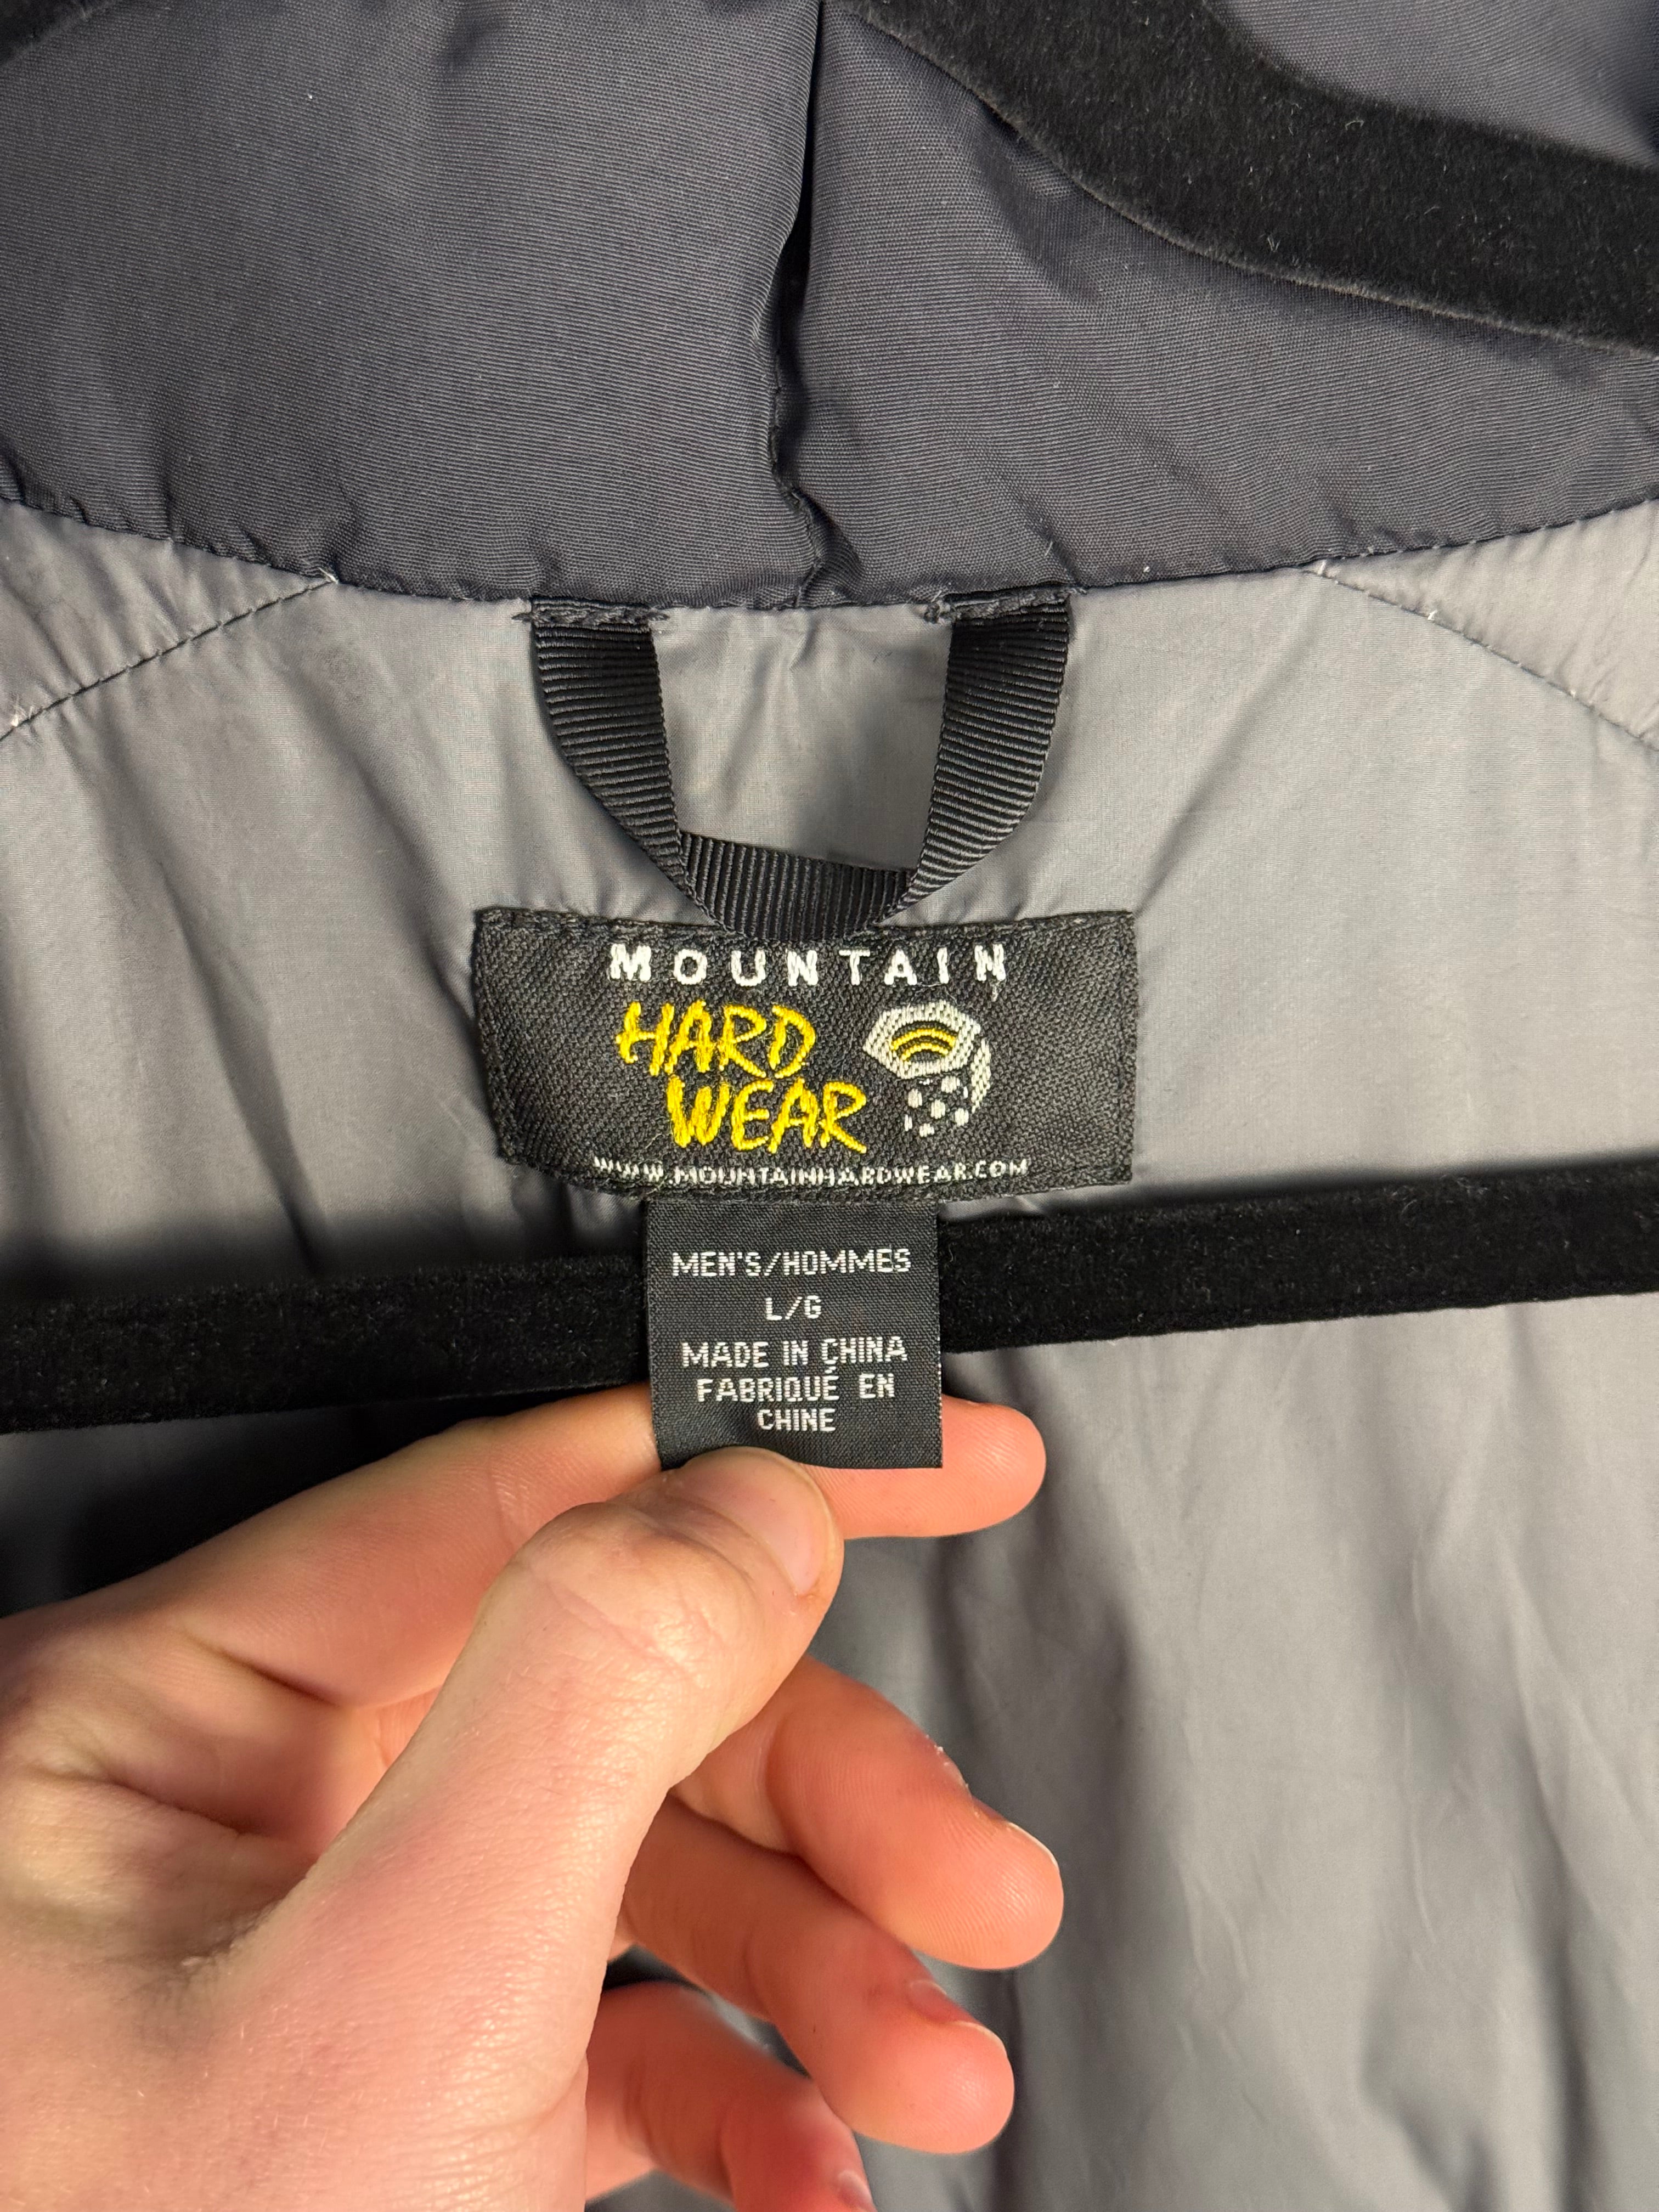 MOUNTAIN
HARD
WEAR
WWW.MOUNTAINHARDWEAR.COM
MEN'S/HOMMES
L/G
MADE IN CHINA
FABRIQUÉ EN
CHINE